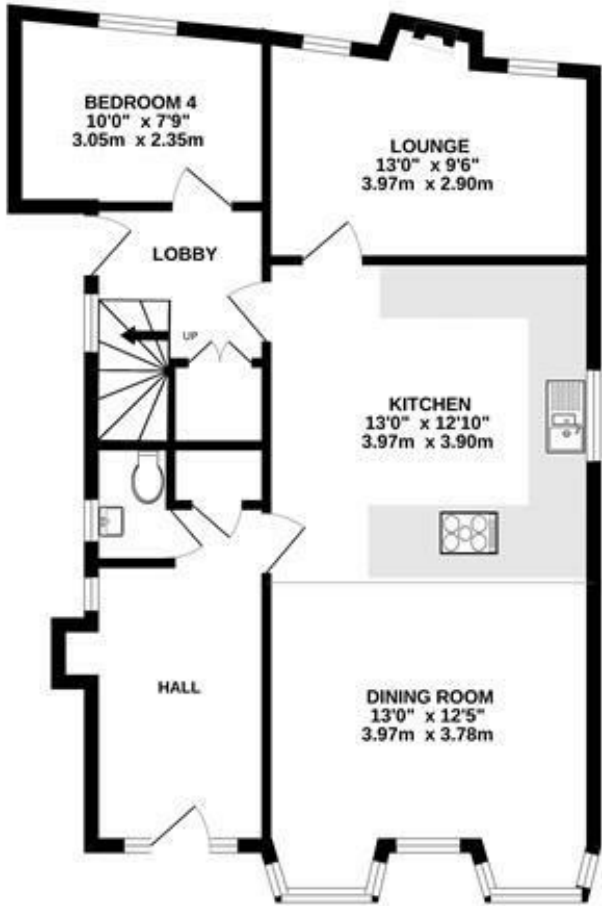 BEDROOM 4
10'0" x 7'9"
3.05m x 2.35m
LOUNGE
13'0" x 9'6"
3.97m x 2.90m
LOBBY
UP
KITCHEN
13'0" x 12'10"
3.97m x 3.90m
HALL
DINING ROOM
13'0" x 12'5"
3.97m x 3.78m